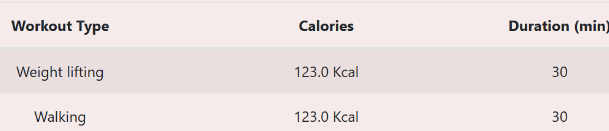 Workout Type Calories Duration (min)
Weight lifting 123.0 Kcal 30
Walking 123.0 Kcal 30